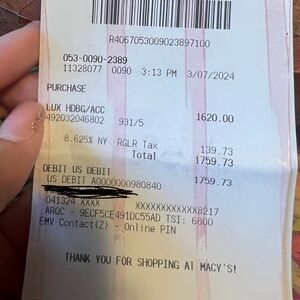 R4067053009023897100
053-0090-2389
11328077 0090 3:13 PM 3/07/2024
PURCHASE
LUX HDBG/ACC
492032046802 931/5 1620.00
8.625% NY RGLR Tax 139.73
Total 1759.73
DEBIT US DEBIT 1759.73
US DEBIT A0000000980840
041324 XXXX XXXXXXXXXXXX8217
ARQC - 9ECF5CE491DC55AD TSI: 6800
EMV Contact(Z) - Online PIN
THANK YOU FOR SHOPPING AT MACY'S!